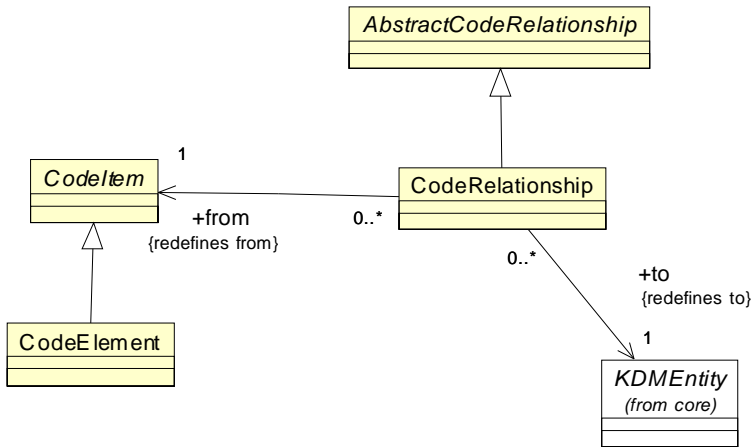 AbstractCodeRelationship
1
CodeItem
CodeRelationship
+from
0..*
{redefines from}
0..*
+to
{redefines to}
CodeElement
1
KDMEntity
(from core)